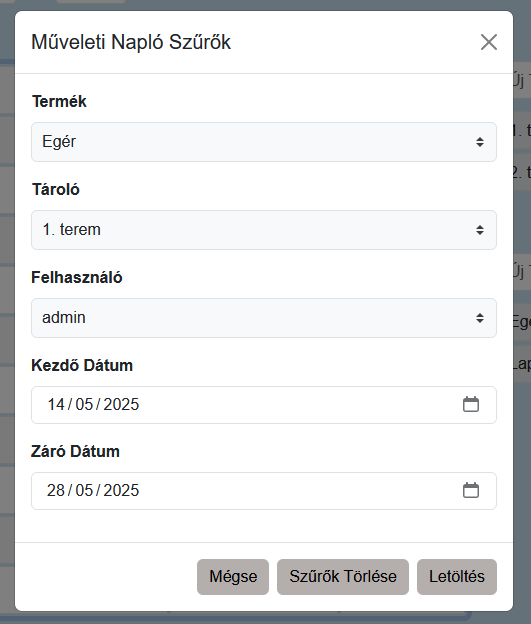 Műveleti Napló Szűrők
Termék
Egér
Tároló
1. terem
Felhasználó
admin
Kezdő Dátum
14/05/2025
Záró Dátum
28/05/2025
Mégse
Szűrők Törlése
Letöltés